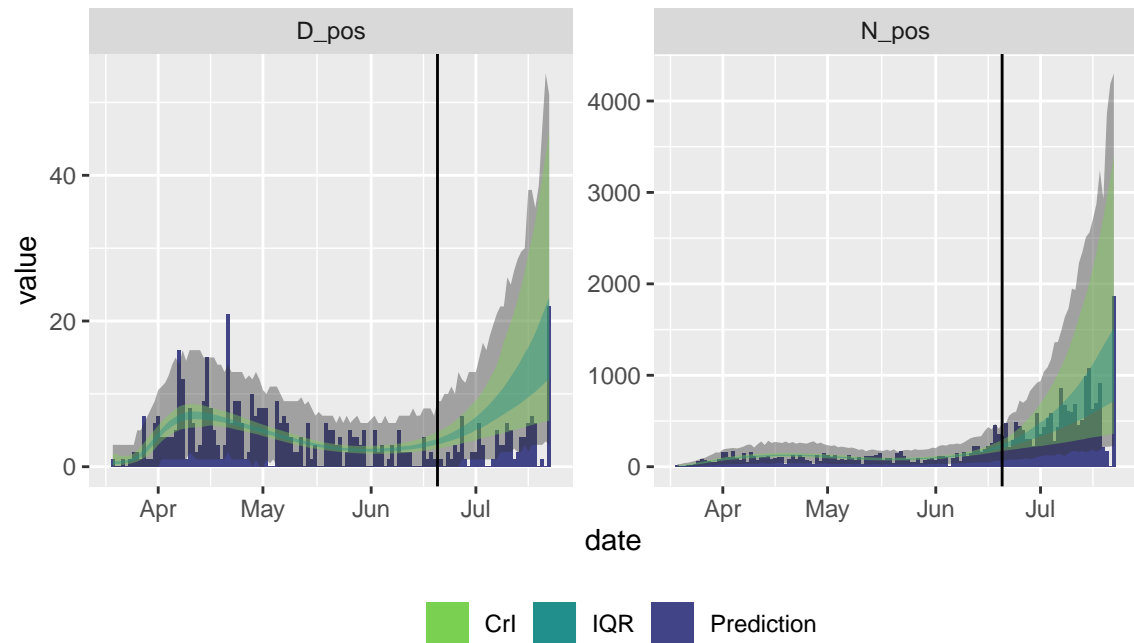 D_pos
N_pos
value
40
20
0
4000
3000
2000
1000
0
Apr
May
Jun
Jul
Apr
May
Jun
Jul
date
CrI
IQR
Prediction